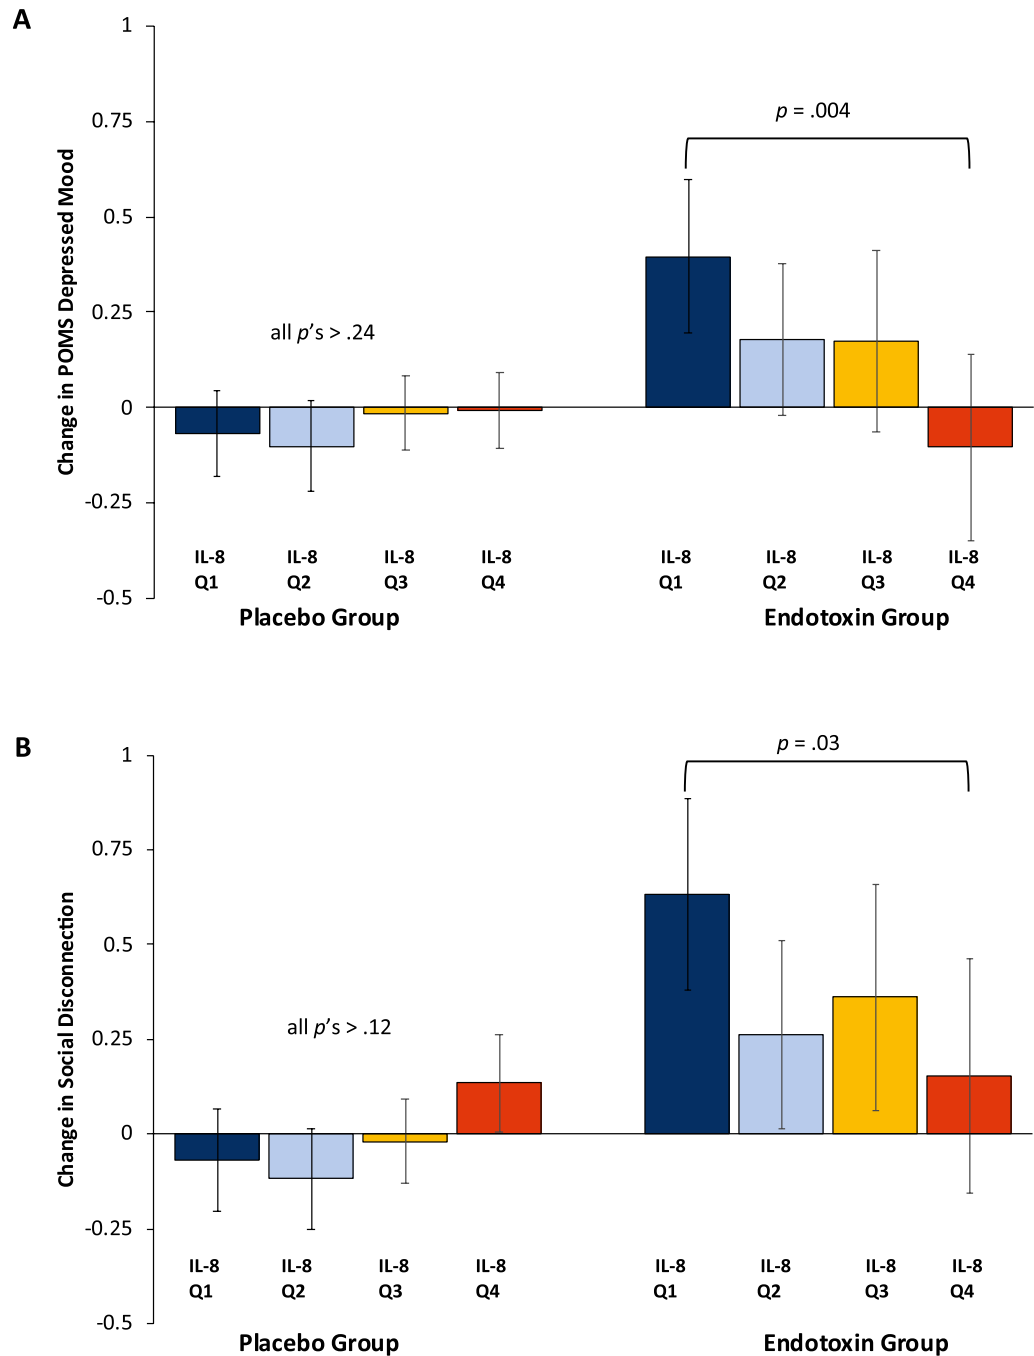 A
1
0.75
0.5
0.25
0
-0.25
-0.5
Change in POMS Depressed Mood
all p's > .24
p = .004
IL-8 IL-8 IL-8 IL-8 IL-8 IL-8 IL-8 IL-8
Q1 Q2 Q3 Q4 Q1 Q2 Q3 Q4
Placebo Group Endotoxin Group
B
1
0.75
0.5
0.25
0
-0.25
-0.5
Change in Social Disconnection
all p's > .12
p = .03
IL-8 IL-8 IL-8 IL-8 IL-8 IL-8 IL-8 IL-8
Q1 Q2 Q3 Q4 Q1 Q2 Q3 Q4
Placebo Group Endotoxin Group